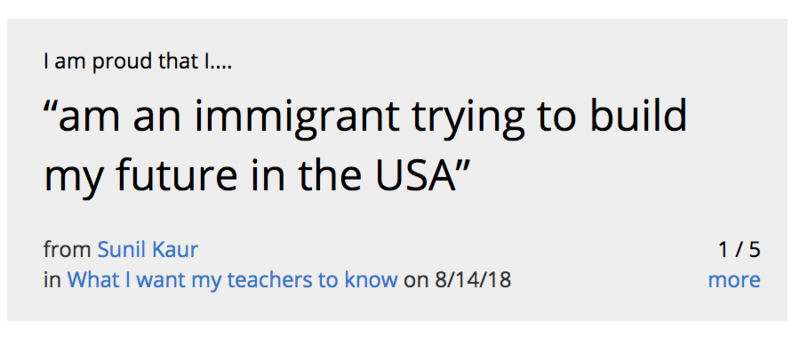 I am proud that I....
“am an immigrant trying to build
my future in the USA”
from Sunil Kaur
1 / 5
in What I want my teachers to know on 8/14/18
more